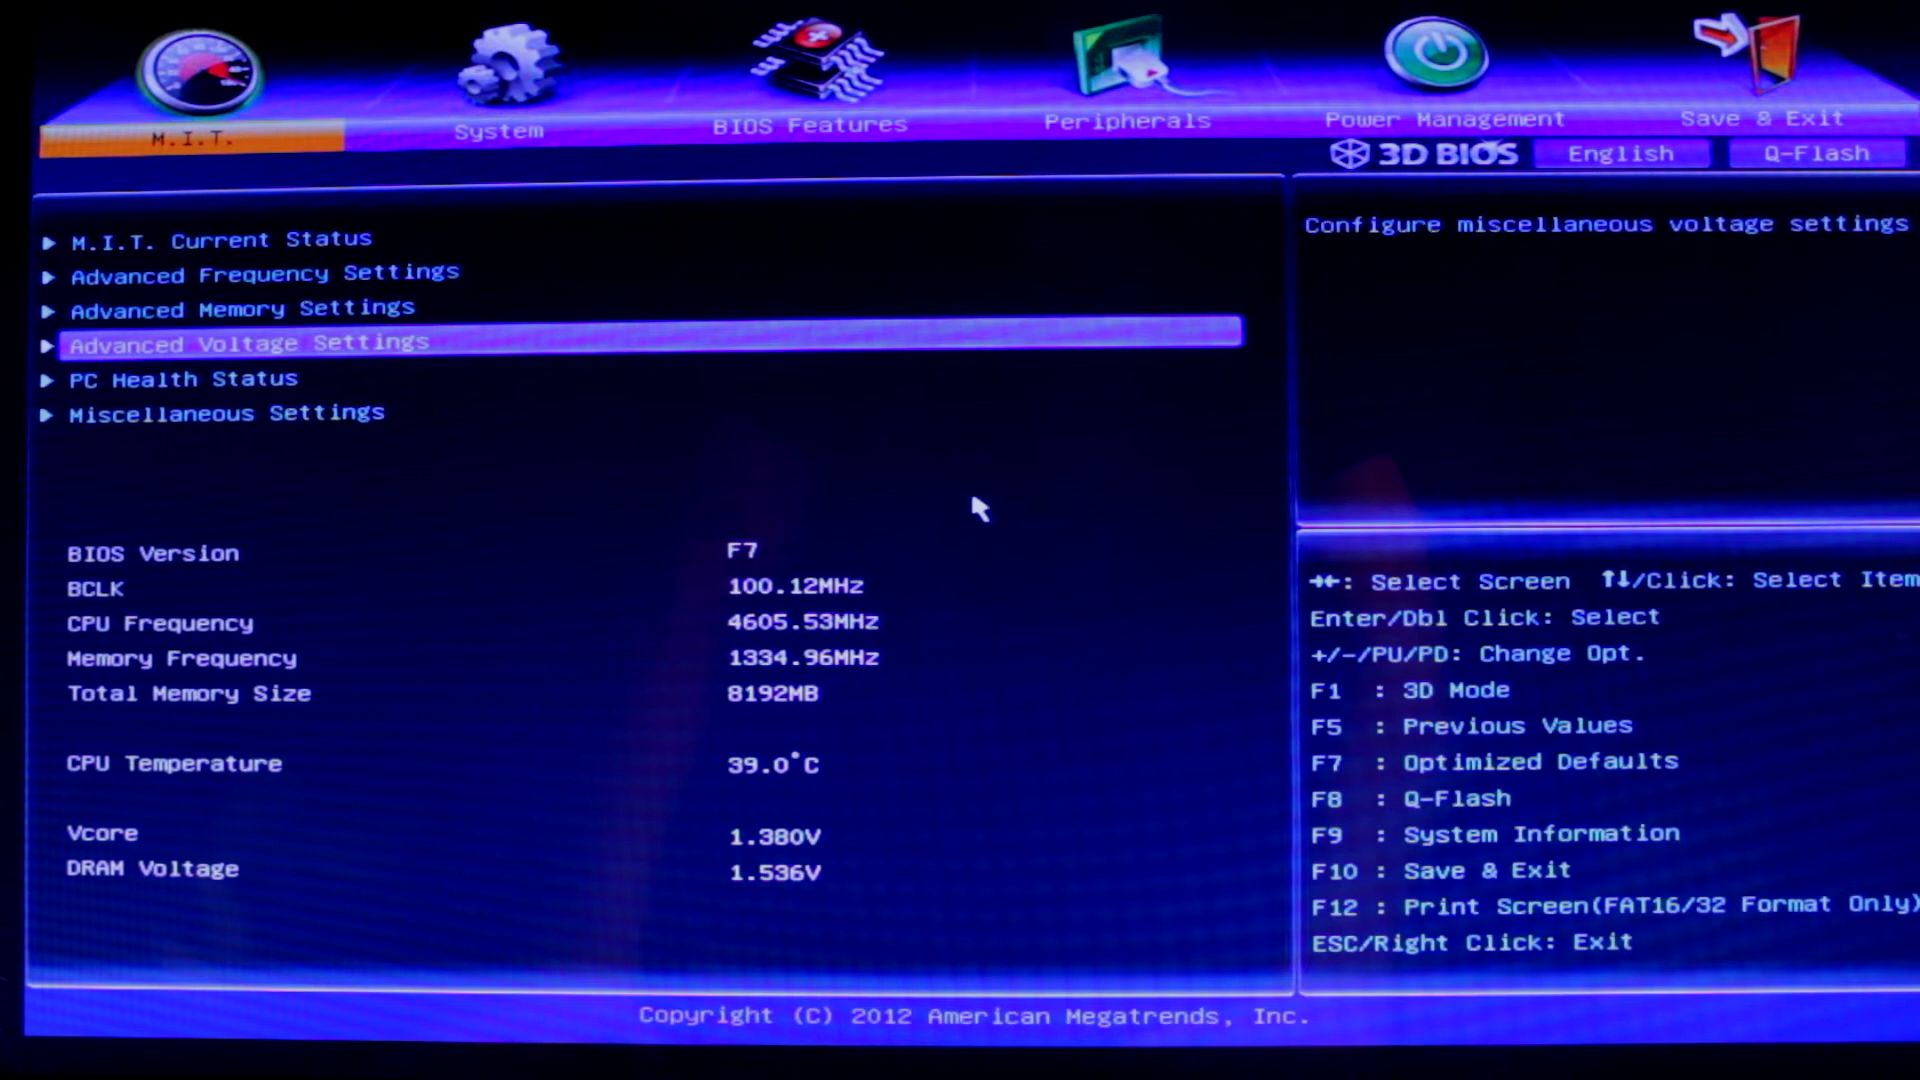 M.I.T.
System
BIOS Features
Peripherals
Power Management
Save & Exit
3D BIOS
English
Q-Flash
M.I.T. Current Status
Advanced Frequency Settings
Advanced Memory Settings
Advanced Voltage Settings
PC Health Status
Miscellaneous Settings
BIOS Version F7
BCLK 100.12MHz
CPU Frequency 4605.53MHz
Memory Frequency 1334.96MHz
Total Memory Size 8192MB
CPU Temperature 39.0°C
Vcore 1.380V
DRAM Voltage 1.536V
Configure miscellaneous voltage settings
→←: Select Screen ↑↓/Click: Select Item
Enter/Dbl Click: Select
+/-/PU/PD: Change Opt.
F1 : 3D Mode
F5 : Previous Values
F7 : Optimized Defaults
F8 : Q-Flash
F9 : System Information
F10 : Save & Exit
F12 : Print Screen(FAT16/32 Format Only)
ESC/Right Click: Exit
Copyright (C) 2012 American Megatrends, Inc.